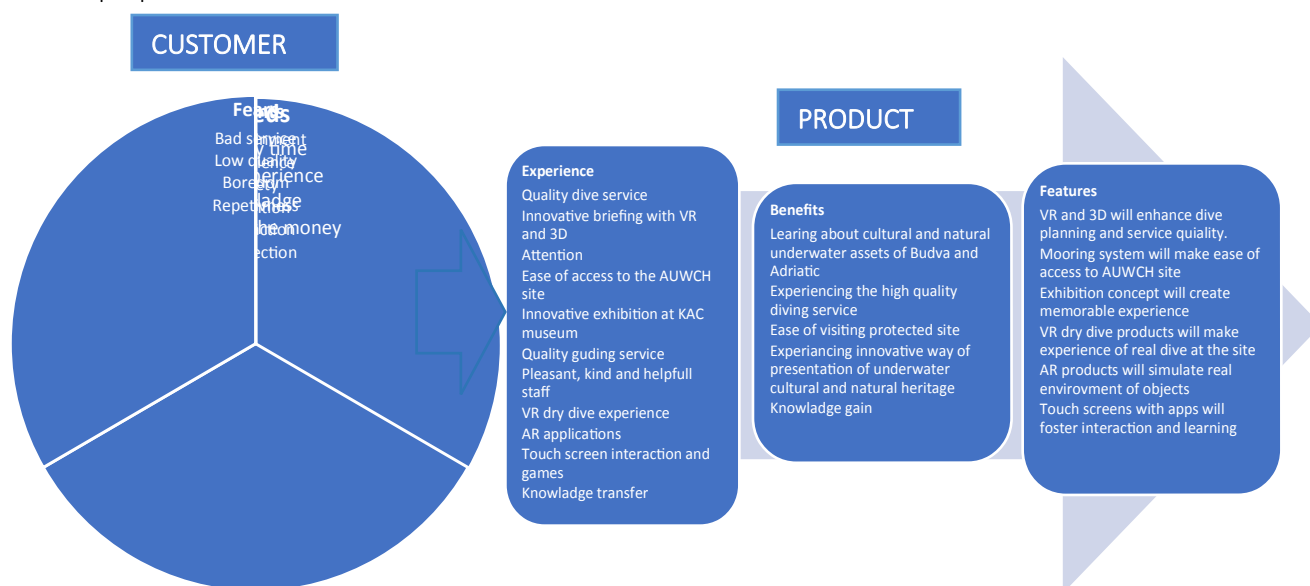 CUSTOMER
Fears
Bad service
Low quality
Boredom
time
the money
PRODUCT
Experience
Quality dive service
Innovative briefing with VR
and 3D
Attention
Ease of access to the AUWCH
site
Innovative exhibition at KAC
museum
Quality guding service
Pleasant, kind and helpfull
staff
VR dry dive experience
AR applications
Touch screen interaction and
games
Knowladge transfer
Benefits
Learing about cultural and natural
underwater assets of Budva and
Adriatic
Experiencing the high quality
diving service
Ease of visiting protected site
Experiancing innovative way of
presentation of underwater
cultural and natural heritage
Knowladge gain
Features
VR and 3D will enhance dive
planning and service quiality.
Mooring system will make ease of
access to AUWCH site
Exhibition concept will create
memorable experience
VR dry dive products will make
experience of real dive at the site
AR products will simulate real
envirovment of objects
Touch screens with apps will
foster interaction and learning